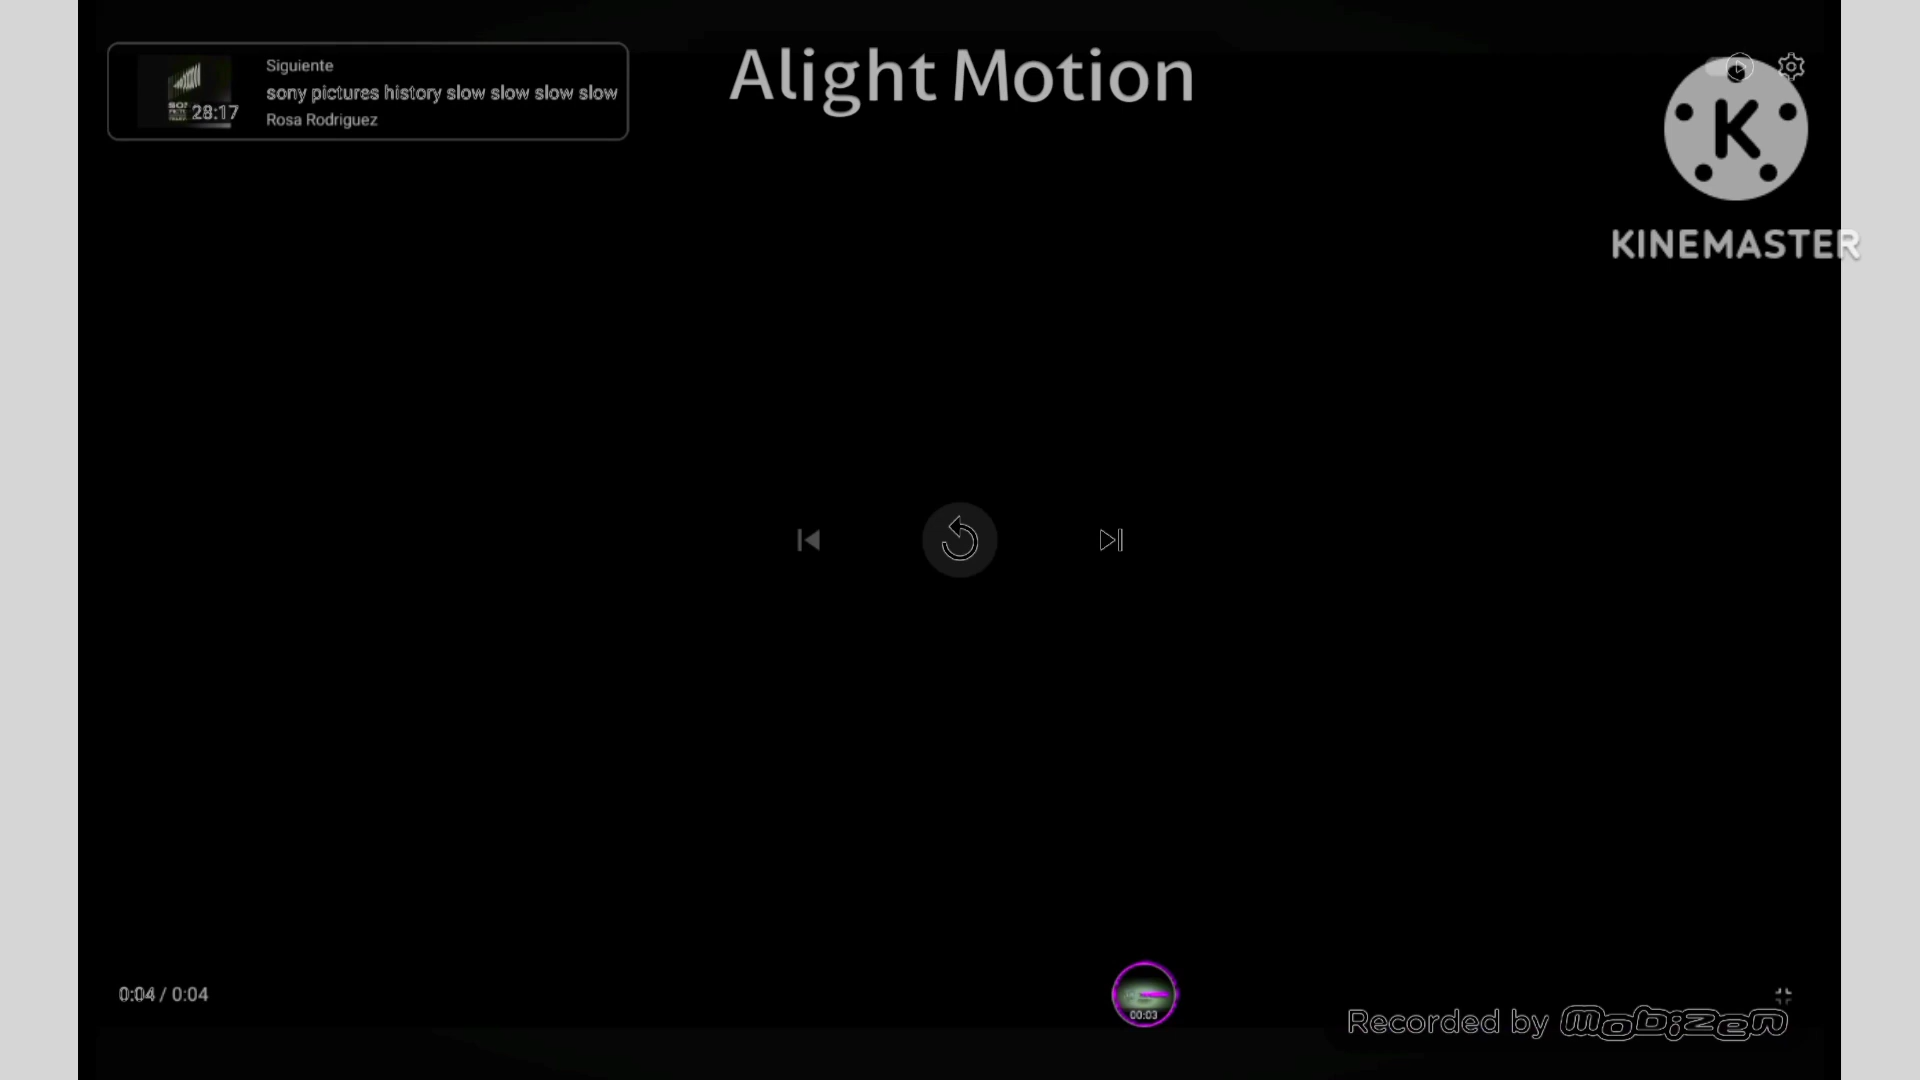 Siguiente
sony pictures history slow slow slow slow
Rosa Rodriguez
28:17
Alight Motion
K
KINEMASTER
0:04 / 0:04
00:03
Recorded by mobizen